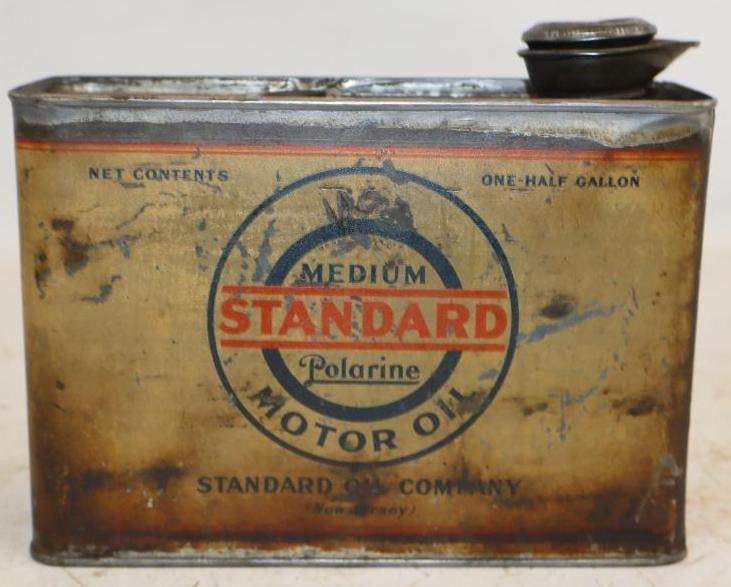 NET CONTENTS
ONE-HALF GALLON
MEDIUM
STANDARD
Polarine
MOTOR OIL
STANDARD OIL COMPANY
(New Jersey)